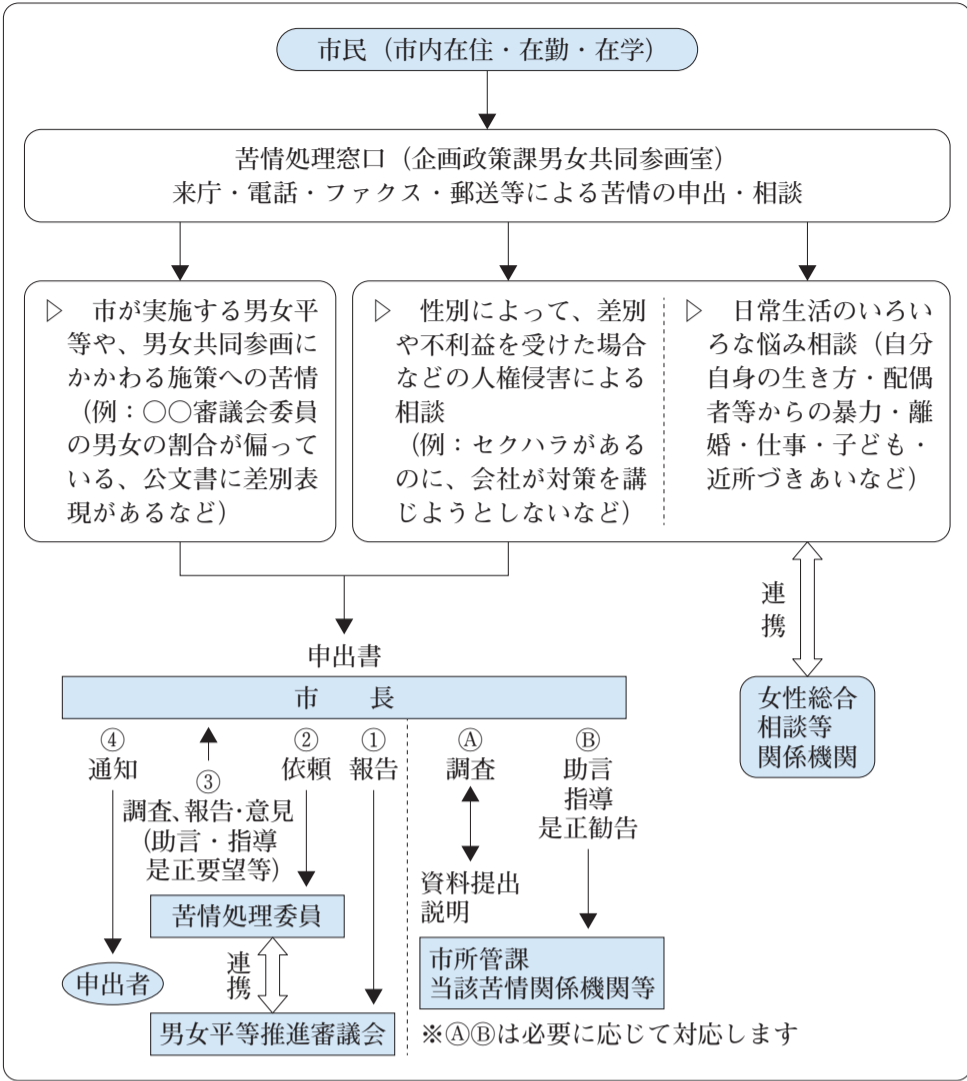 市民（市内在住・在勤・在学）
苦情処理窓口（企画政策課男女共同参画室）
来庁・電話・ファクス・郵送等による苦情の申出・相談
▷　市が実施する男女平
等や、男女共同参画に
かかわる施策への苦情
（例：○○審議会委員
の男女の割合が偏って
いる、公文書に差別表
現があるなど）
▷　性別によって、差別
や不利益を受けた場合
などの人権侵害による
相談
（例：セクハラがある
のに、会社が対策を講
じようとしないなど）
▷　日常生活のいろい
ろな悩み相談（自分
自身の生き方・配偶
者等からの暴力・離
婚・仕事・子ども・
近所づきあいなど）
連携
女性総合
相談等
関係機関
申出書
市　長
④
通知
③
調査、報告・意見
（助言・指導
是正要望等）
②
依頼
①
報告
Ⓐ
調査
資料提出
説明
Ⓑ
助言
指導
是正勧告
苦情処理委員
連携
申出者
男女平等推進審議会
市所管課
当該苦情関係機関等
※ⒶⒷは必要に応じて対応します